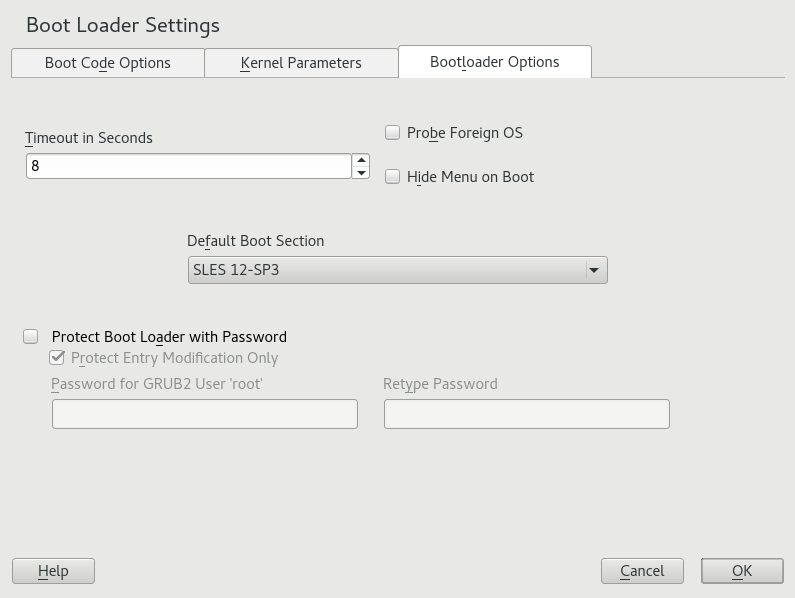 Boot Loader Settings
Boot Code Options
Kernel Parameters
Bootloader Options
Timeout in Seconds
8
Probe Foreign OS
Hide Menu on Boot
Default Boot Section
SLES 12-SP3
Protect Boot Loader with Password
Protect Entry Modification Only
Password for GRUB2 User 'root'
Retype Password
Help
Cancel
OK